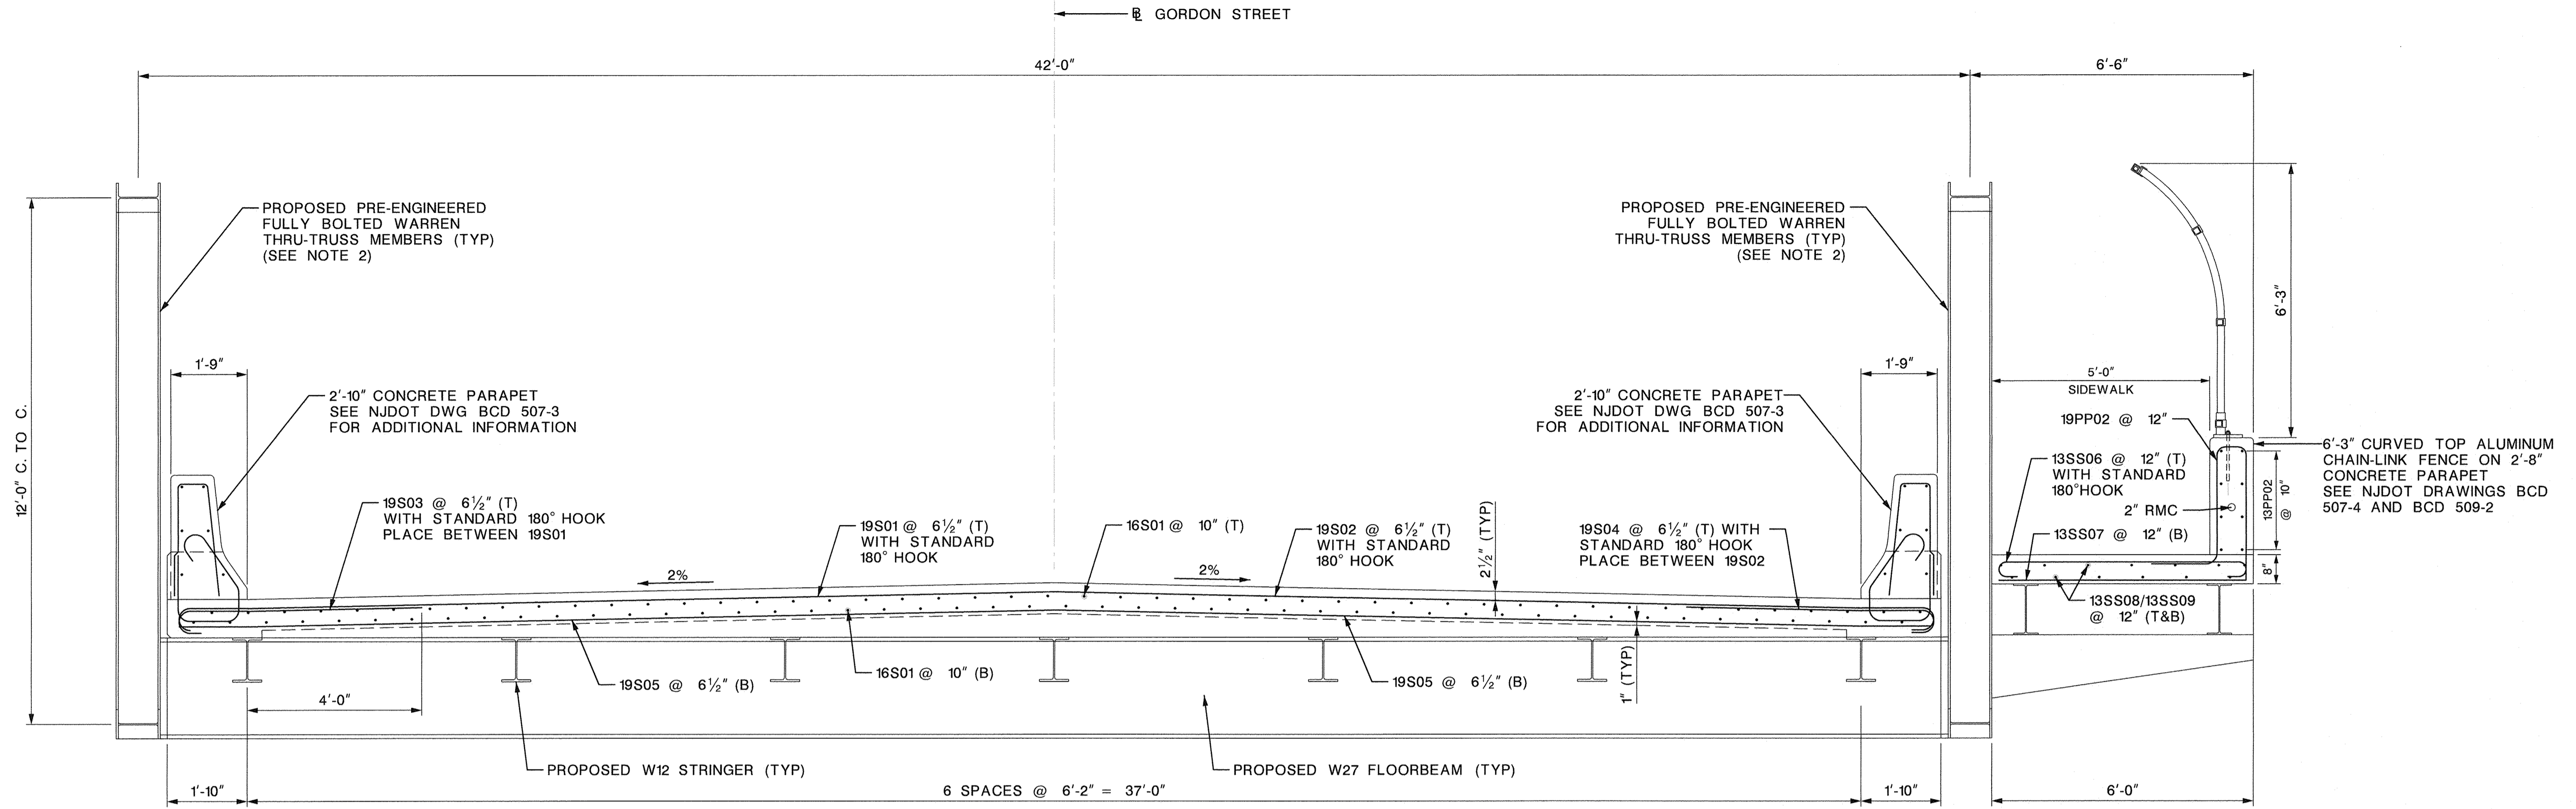 ℄ GORDON STREET
42'-0"
6'-6"
PROPOSED PRE-ENGINEERED
FULLY BOLTED WARREN
THRU-TRUSS MEMBERS (TYP)
(SEE NOTE 2)
PROPOSED PRE-ENGINEERED
FULLY BOLTED WARREN
THRU-TRUSS MEMBERS (TYP)
(SEE NOTE 2)
12'-0" C. TO C.
6'-3"
1'-9"
1'-9"
5'-0"
SIDEWALK
2'-10" CONCRETE PARAPET
SEE NJDOT DWG BCD 507-3
FOR ADDITIONAL INFORMATION
2'-10" CONCRETE PARAPET
SEE NJDOT DWG BCD 507-3
FOR ADDITIONAL INFORMATION
19PP02 @ 12"
6'-3" CURVED TOP ALUMINUM
CHAIN-LINK FENCE ON 2'-8"
CONCRETE PARAPET
SEE NJDOT DRAWINGS BCD
507-4 AND BCD 509-2
13SS06 @ 12" (T)
WITH STANDARD
180°HOOK
13PP02
@ 10"
2" RMC
13SS07 @ 12" (B)
8"
13SS08/13SS09
@ 12" (T&B)
19S03 @ 6½" (T)
WITH STANDARD 180° HOOK
PLACE BETWEEN 19S01
19S01 @ 6½" (T)
WITH STANDARD
180° HOOK
16S01 @ 10" (T)
19S02 @ 6½" (T)
WITH STANDARD
180° HOOK
2½" (TYP)
19S04 @ 6½" (T) WITH
STANDARD 180° HOOK
PLACE BETWEEN 19S02
2%
2%
4'-0"
19S05 @ 6½" (B)
16S01 @ 10" (B)
19S05 @ 6½" (B)
1" (TYP)
PROPOSED W12 STRINGER (TYP)
PROPOSED W27 FLOORBEAM (TYP)
1'-10"
6 SPACES @ 6'-2" = 37'-0"
1'-10"
6'-0"